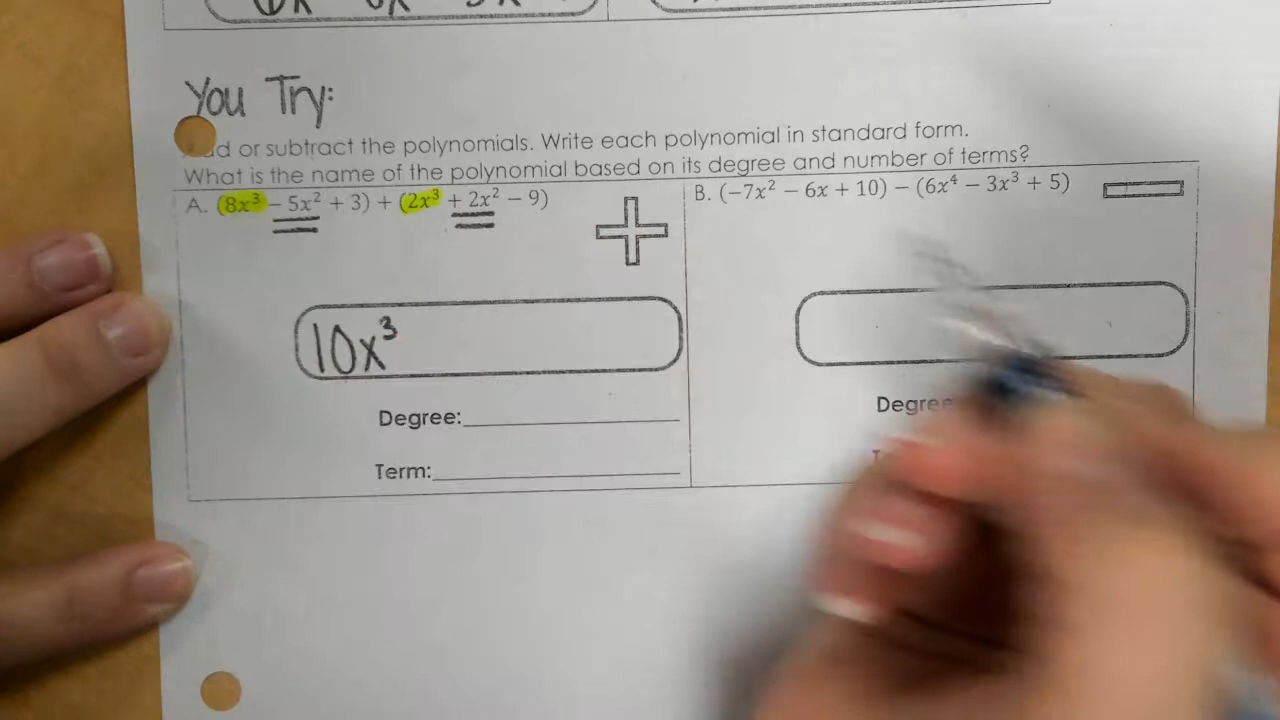 You Try:
or subtract the polynomials. Write each polynomial in standard form.
What is the name of the polynomial based on its degree and number of terms?
A. (8x³ − 5x² + 3) + (2x³ + 2x² − 9)
B. (−7x² − 6x + 10) − (6x⁴ − 3x³ + 5)
10x³
Degree:
Term:
Degree